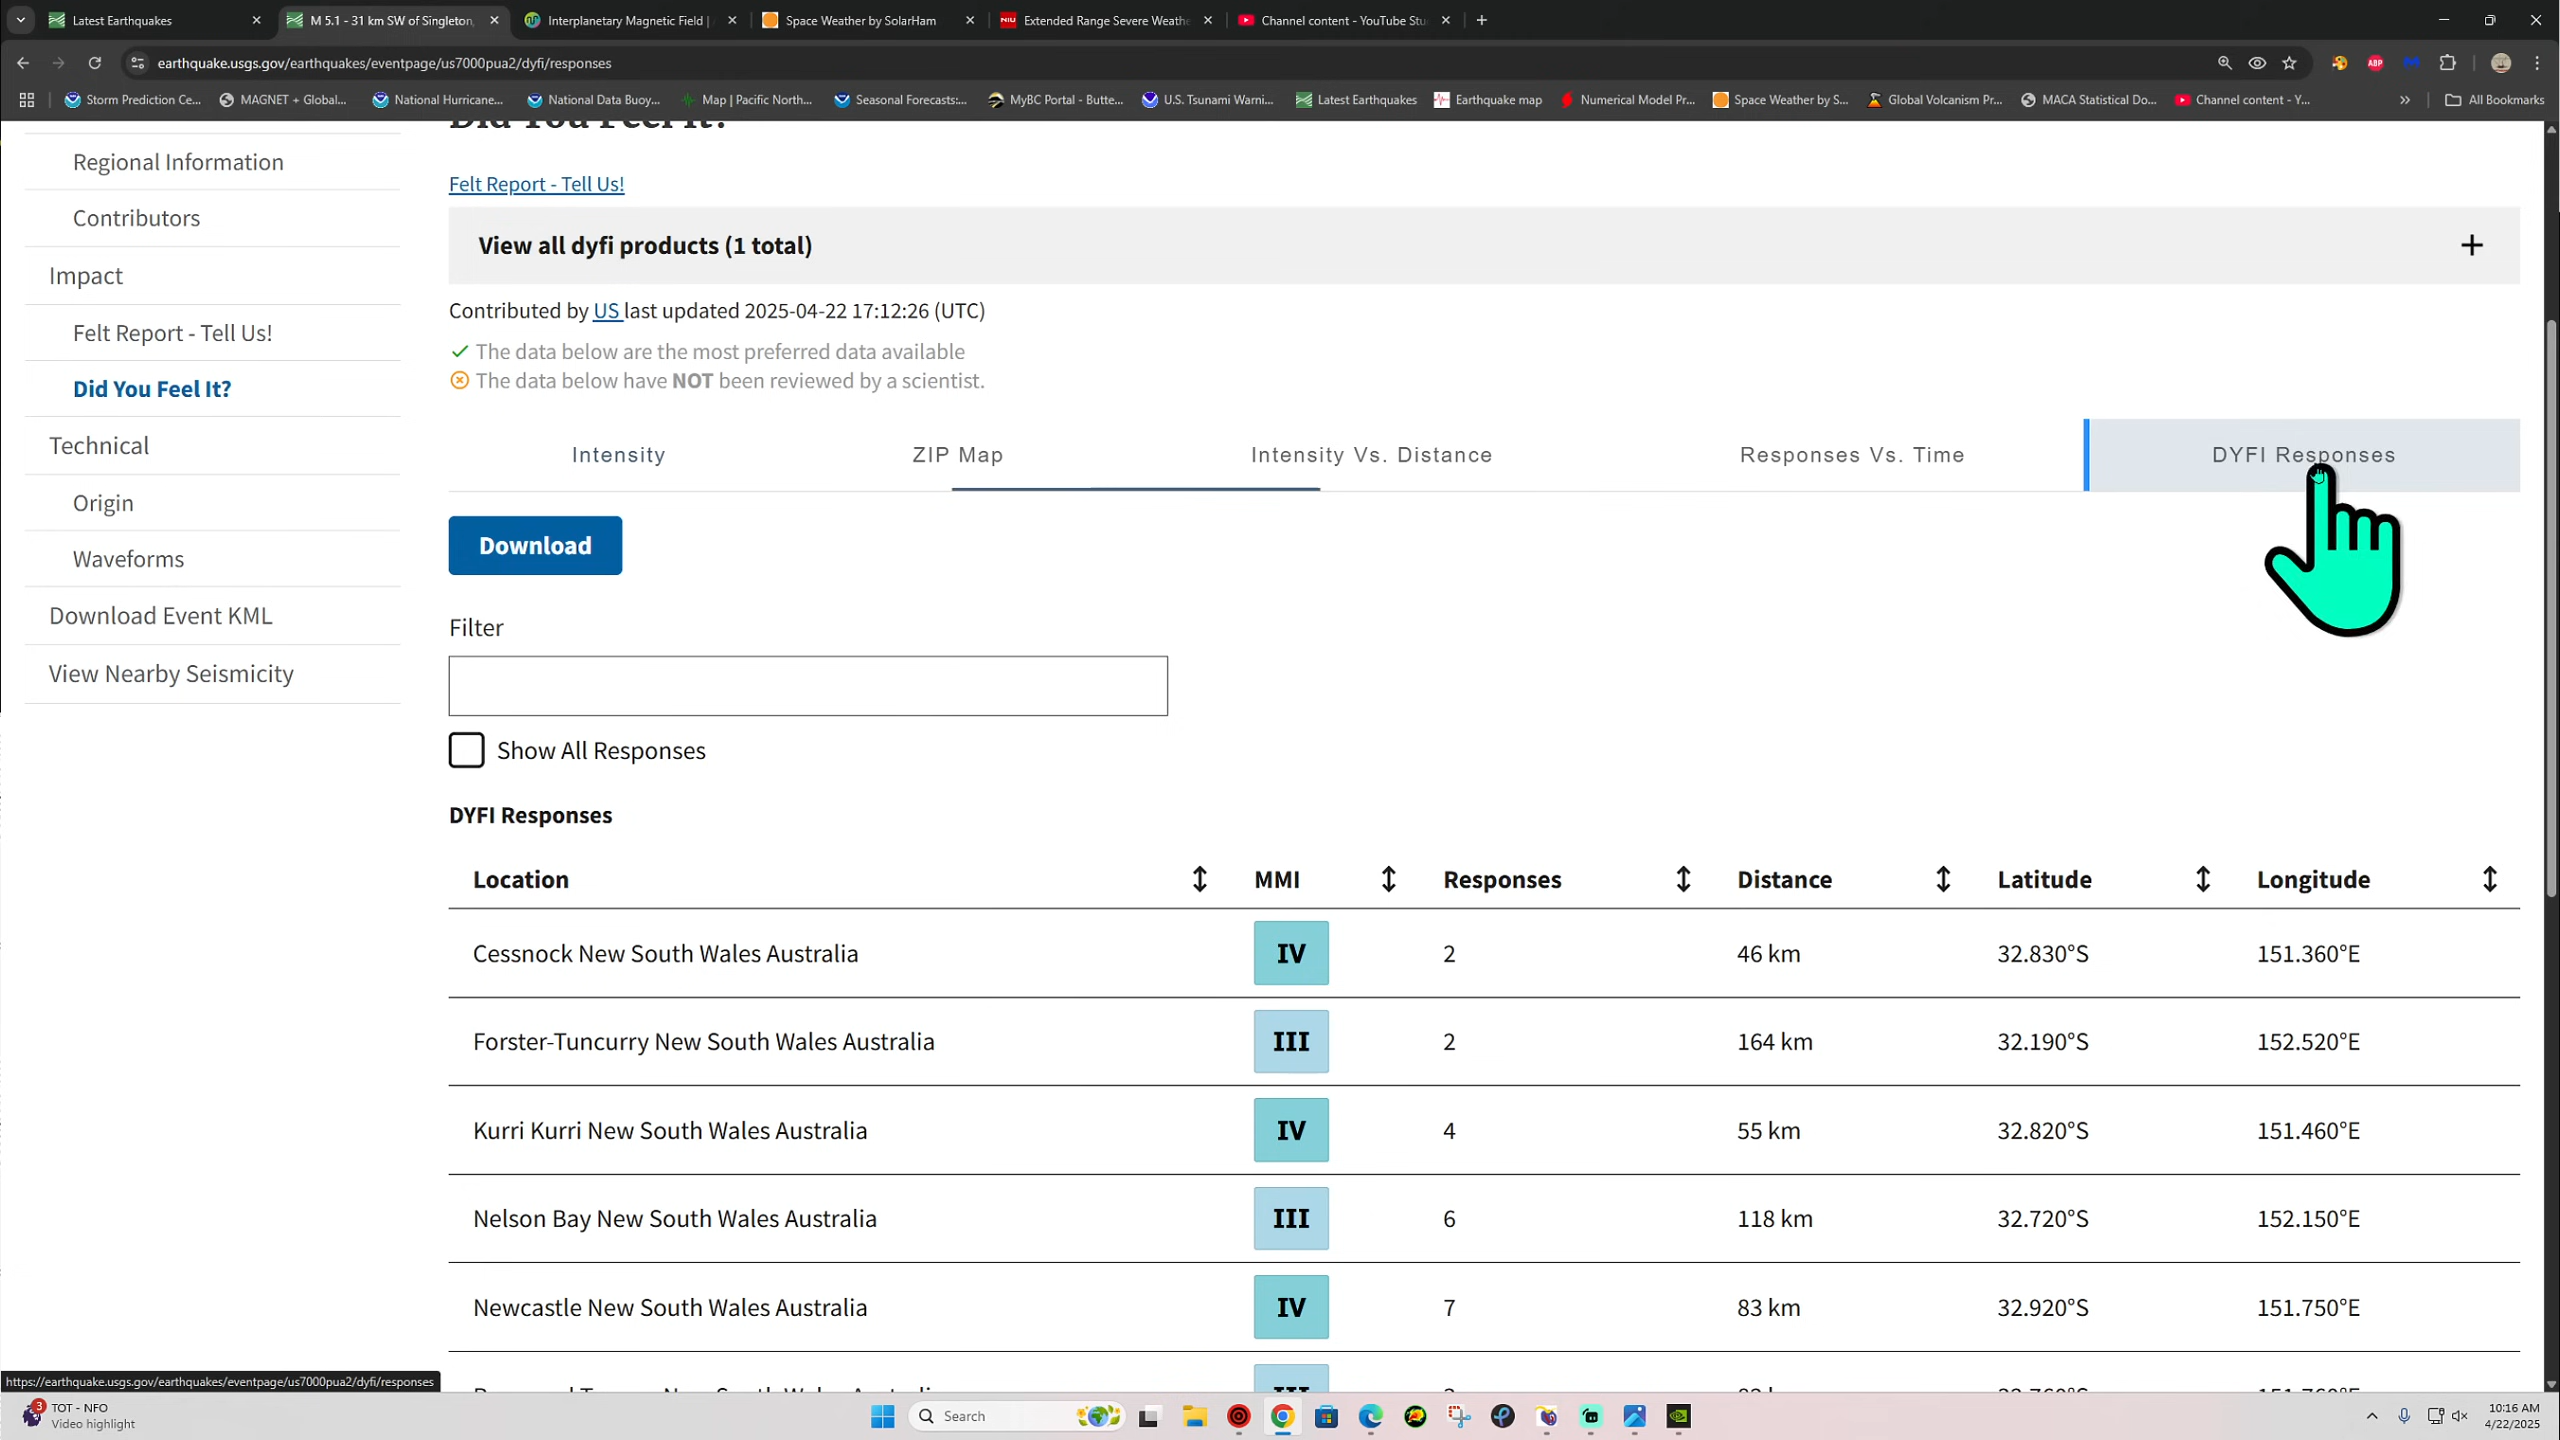 Latest Earthquakes
M 5.1 - 31 km SW of Singleton,
Interplanetary Magnetic Field |
Space Weather by SolarHam
NIU Extended Range Severe Weathe
Channel content - YouTube Stu
earthquake.usgs.gov/earthquakes/eventpage/us7000pua2/dyfi/responses
ABP
Storm Prediction Ce...
MAGNET + Global...
National Hurricane...
National Data Buoy...
Map | Pacific North...
Seasonal Forecasts:...
MyBC Portal - Butte...
U.S. Tsunami Warni...
Latest Earthquakes
Earthquake map
Numerical Model Pr...
Space Weather by S...
Global Volcanism Pr...
MACA Statistical Do...
Channel content - Y...
All Bookmarks
Did You Feel It?
Regional Information
Contributors
Impact
Felt Report - Tell Us!
Did You Feel It?
Technical
Origin
Waveforms
Download Event KML
View Nearby Seismicity
Felt Report - Tell Us!
View all dyfi products (1 total)
Contributed by US last updated 2025-04-22 17:12:26 (UTC)
The data below are the most preferred data available
The data below have NOT been reviewed by a scientist.
Intensity ZIP Map Intensity Vs. Distance Responses Vs. Time DYFI Responses
Download
Filter
Show All Responses
DYFI Responses
Location MMI Responses Distance Latitude Longitude
Cessnock New South Wales Australia IV 2 46 km 32.830°S 151.360°E
Forster-Tuncurry New South Wales Australia III 2 164 km 32.190°S 152.520°E
Kurri Kurri New South Wales Australia IV 4 55 km 32.820°S 151.460°E
Nelson Bay New South Wales Australia III 6 118 km 32.720°S 152.150°E
Newcastle New South Wales Australia IV 7 83 km 32.920°S 151.750°E
https://earthquake.usgs.gov/earthquakes/eventpage/us7000pua2/dyfi/responses
3
TOT - NFO
Video highlight
Search
10:16 AM
4/22/2025